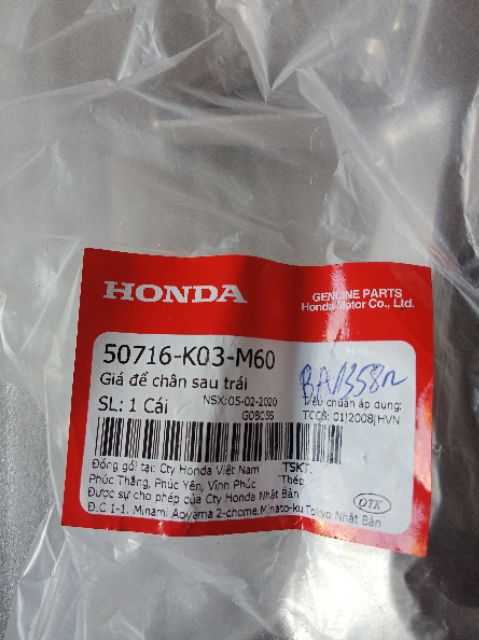 HONDA
GENUINE PARTS
Honda Motor Co., Ltd.
50716-K03-M60
Giá để chân sau trái
SL: 1 Cái
NSX: 05-02-2020
G05055
Tiêu chuẩn áp dụng:
TCCS: 01|2008|HVN
Đóng gói tại: Cty Honda Việt Nam
TSKT:
Phúc Thắng, Phúc Yên, Vĩnh Phúc
Thép
Được sự cho phép của Cty Honda Nhật Bản
Đ.C 1-1. Minami Aoyama 2-chome, Minato-ku Tokyo Nhật Bản
QTK